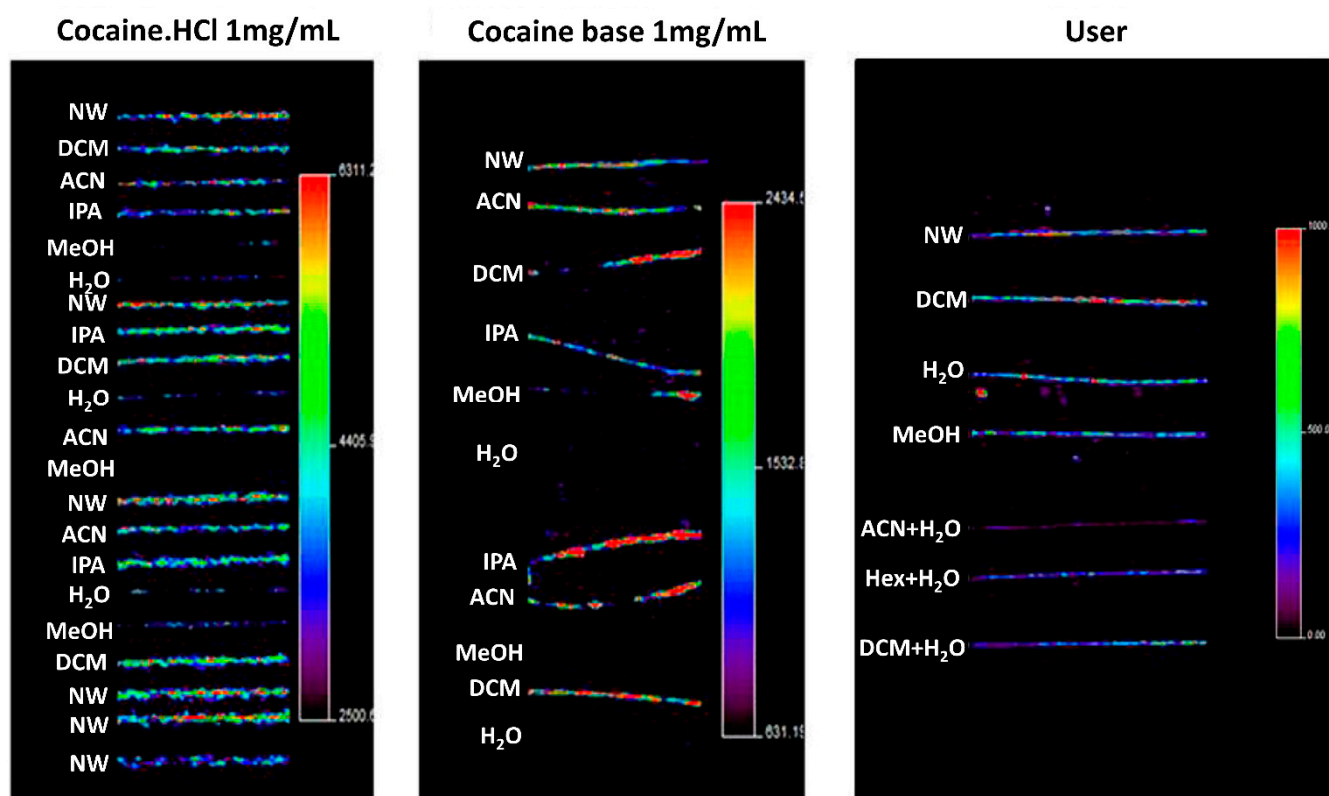 Cocaine.HCl 1mg/mL
NW
DCM
ACN
IPA
MeOH
H₂O
NW
IPA
DCM
H₂O
ACN
MeOH
NW
ACN
IPA
H₂O
MeOH
DCM
NW
NW
NW
6311.2
4405.9
2500.6
Cocaine base 1mg/mL
NW
ACN
DCM
IPA
MeOH
H₂O
IPA
ACN
MeOH
DCM
H₂O
2434.6
1532.8
631.19
User
NW
DCM
H₂O
MeOH
ACN+H₂O
Hex+H₂O
DCM+H₂O
1000
500.0
0.00